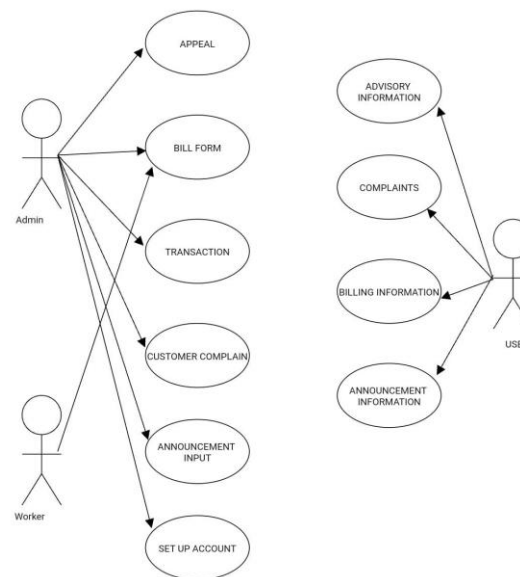 APPEAL
BILL FORM
Admin
TRANSACTION
CUSTOMER COMPLAIN
ANNOUNCEMENT
INPUT
Worker
SET UP ACCOUNT
ADVISORY
INFORMATION
COMPLAINTS
BILLING INFORMATION
USE
ANNOUNCEMENT
INFORMATION